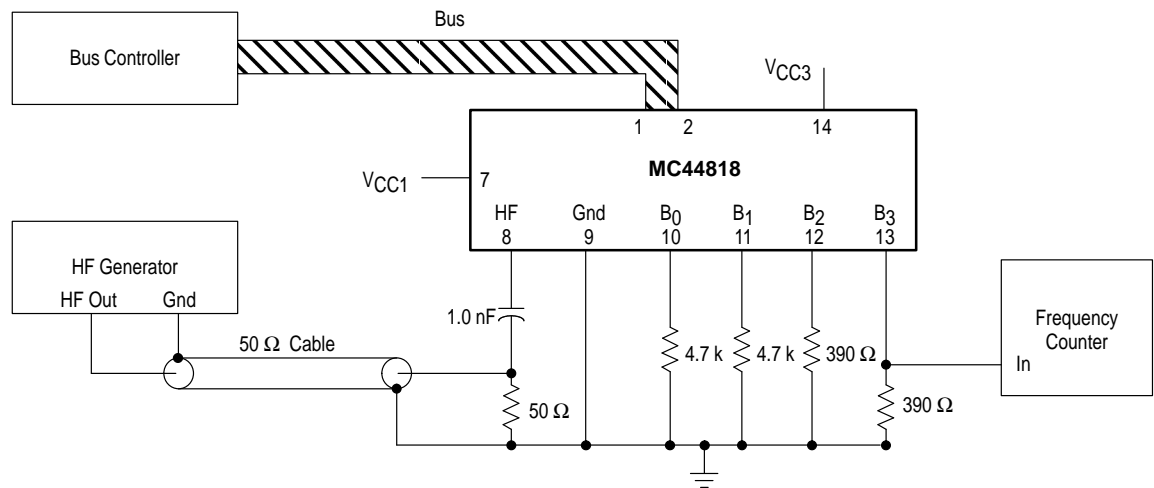 Bus
Bus Controller
VCC3
1 2 14
MC44818
VCC1 7
HF Gnd B0 B1 B2 B3
8 9 10 11 12 13
HF Generator
HF Out Gnd
1.0 nF
50 Ω Cable
4.7 k 4.7 k 390 Ω
Frequency
Counter
In
50 Ω
390 Ω